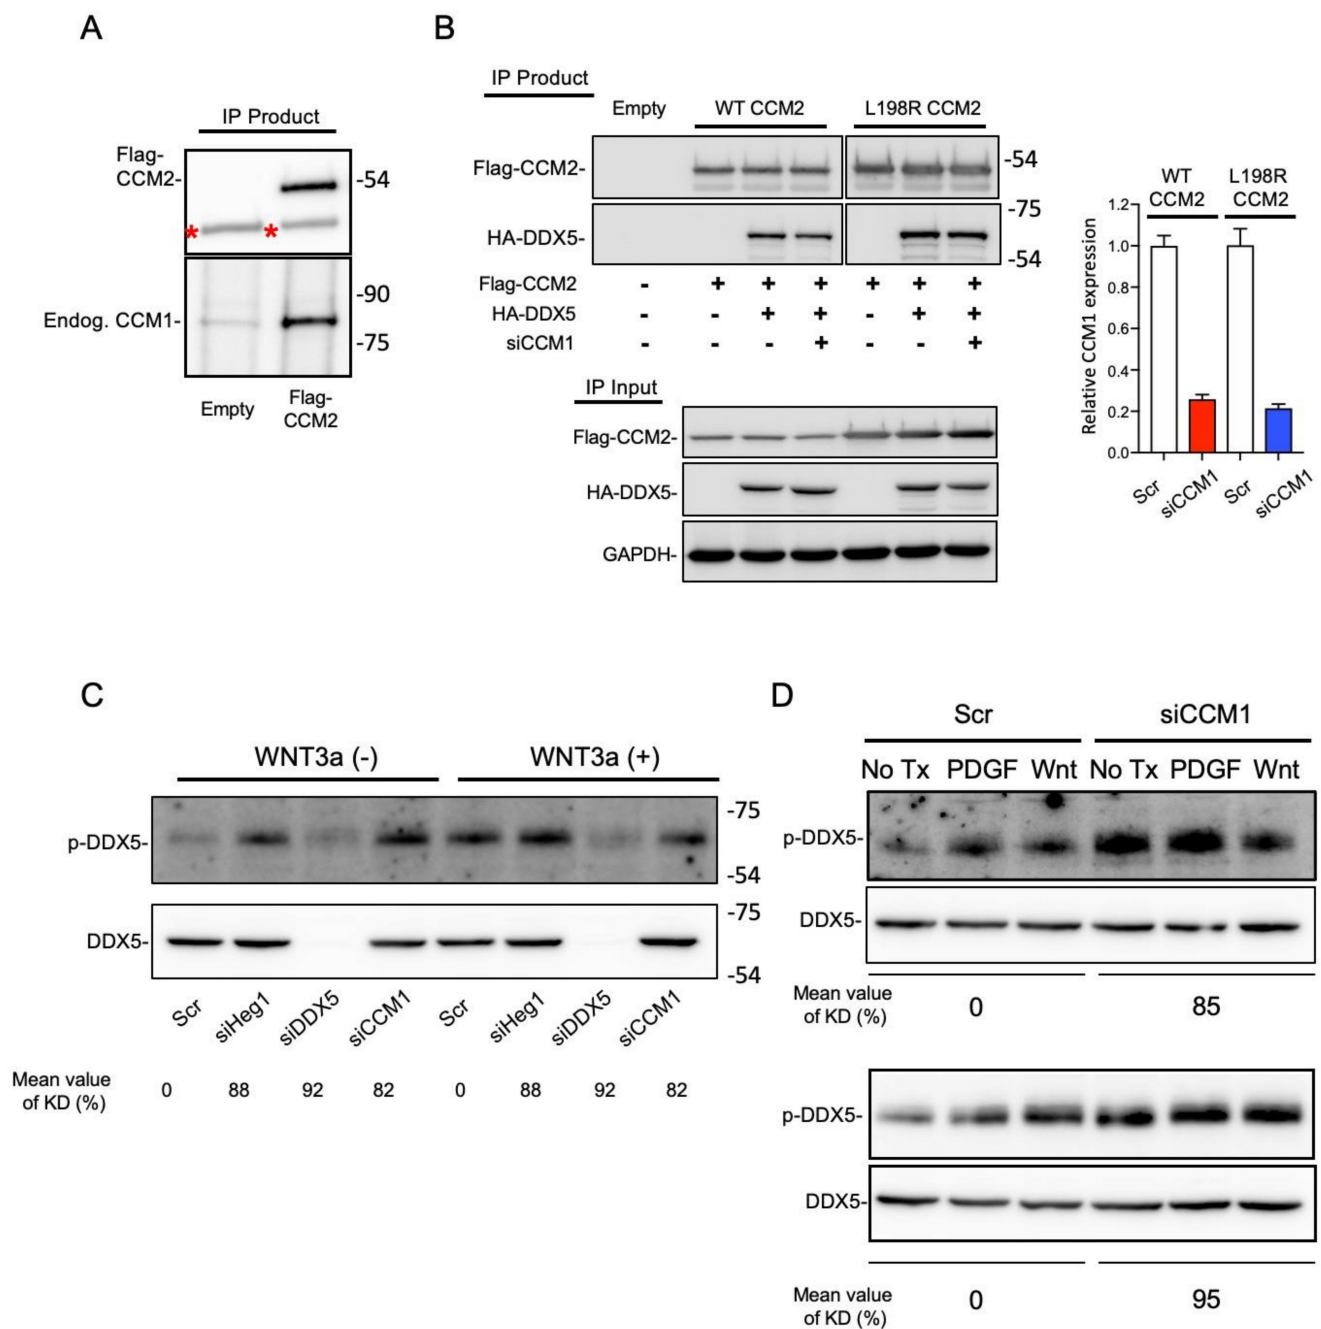 A
IP Product
Flag-
CCM2-
-54
*
*
-90
Endog. CCM1-
-75
Empty
Flag-
CCM2
B
IP Product
Empty
WT CCM2
L198R CCM2
Flag-CCM2-
-54
-75
HA-DDX5-
-54
Flag-CCM2 - + + + + + +
HA-DDX5 - - + + - + +
siCCM1 - - - + - - +
IP Input
Flag-CCM2-
HA-DDX5-
GAPDH-
WT
CCM2
L198R
CCM2
Relative CCM1 expression
1.2
1.0
0.8
0.6
0.4
0.2
0.0
Scr
siCCM1
Scr
siCCM1
C
WNT3a (-)
WNT3a (+)
-75
p-DDX5-
-54
-75
DDX5-
-54
Scr
siHeg1
siDDX5
siCCM1
Scr
siHeg1
siDDX5
siCCM1
Mean value
of KD (%)
0 88 92 82 0 88 92 82
D
Scr
siCCM1
No Tx PDGF Wnt No Tx PDGF Wnt
p-DDX5-
DDX5-
Mean value
of KD (%)
0
85
p-DDX5-
DDX5-
Mean value
of KD (%)
0
95